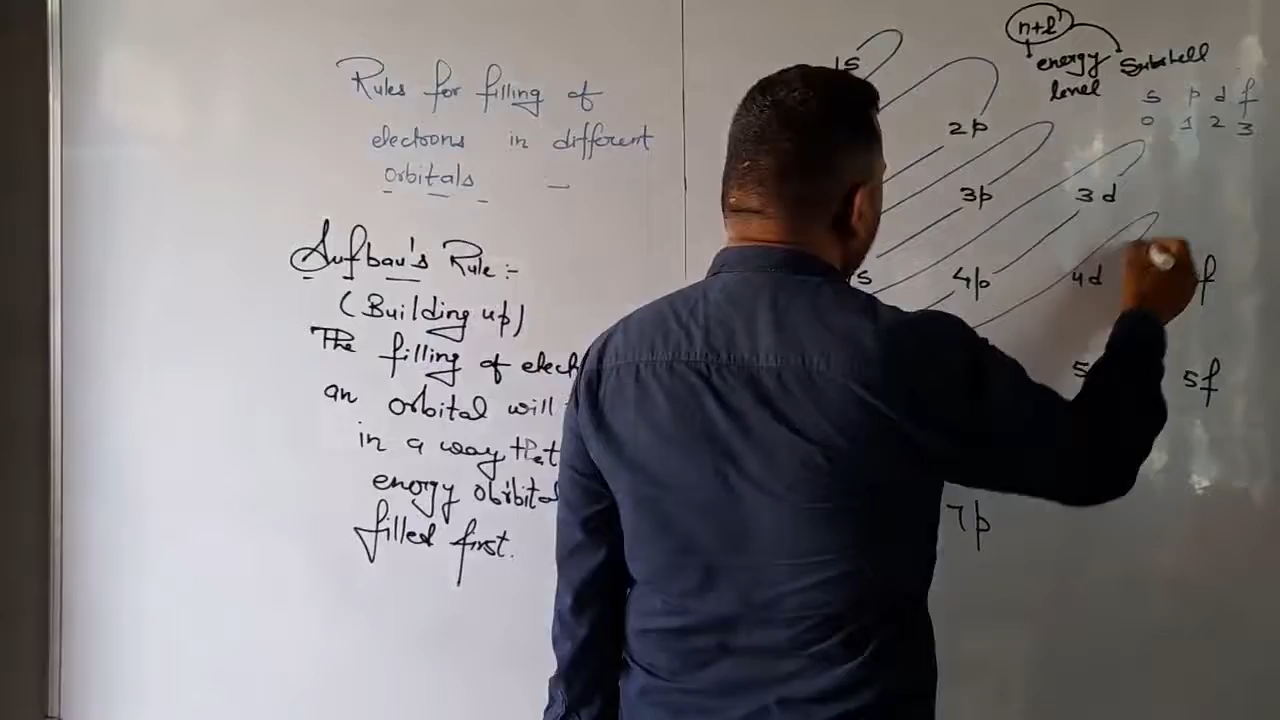 Rules for filling of
electrons in different
orbitals
Aufbau's Rule :-
(Building up)
The filling of
an orbital will
in a way that
energy
filled first.
n+l
energy
level
Subshell
s p d f
0 1 2 3
1s
2p
3p 3d
4p 4d f
5f
7p